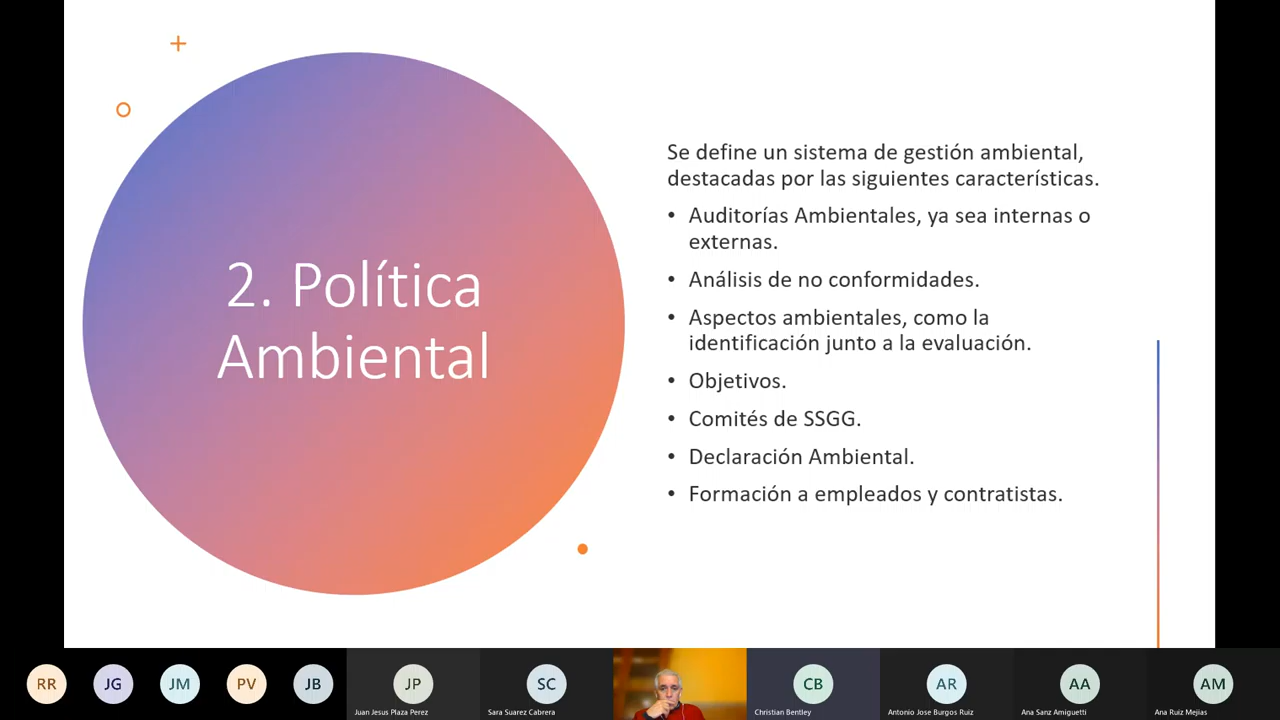 2. Política
Ambiental
Se define un sistema de gestión ambiental,
destacadas por las siguientes características.
• Auditorías Ambientales, ya sea internas o
externas.
• Análisis de no conformidades.
• Aspectos ambientales, como la
identificación junto a la evaluación.
• Objetivos.
• Comités de SSGG.
• Declaración Ambiental.
• Formación a empleados y contratistas.
RR
JG
JM
PV
JB
JP
Juan Jesus Plaza Perez
SC
Sara Suarez Cabrera
CB
Christian Bentley
AR
Antonio Jose Burgos Ruiz
AA
Ana Sanz Amiguetti
AM
Ana Ruiz Mejias